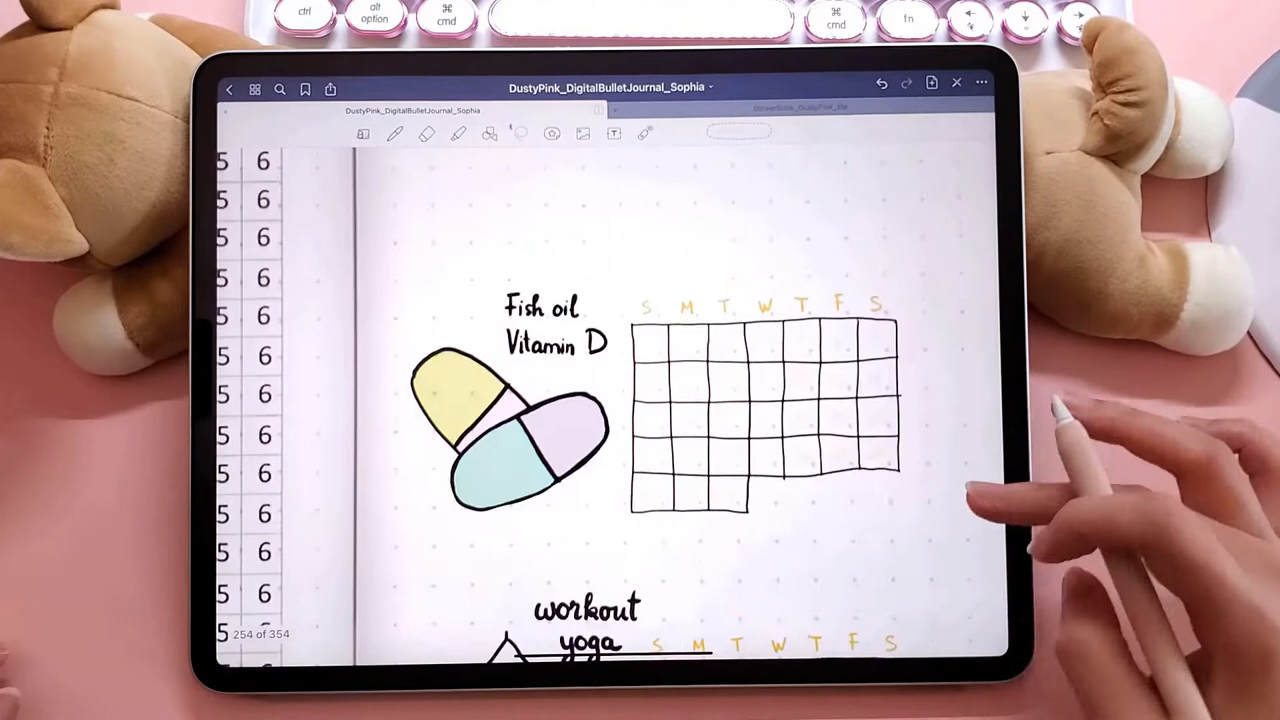 ctrl
alt
option
⌘
cmd
⌘
cmd
fn
DustyPink_DigitalBulletJournal_Sophia
DustyPink_DigitalBulletJournal_Sophia
5 6
5 6
5 6
5 6
5 6
5 6
5 6
5 6
5 6
5 6
5 6
5 6
5
Fish oil
Vitamin D
S M T W T F S
workout
yoga
S M T W T F S
254 of 354